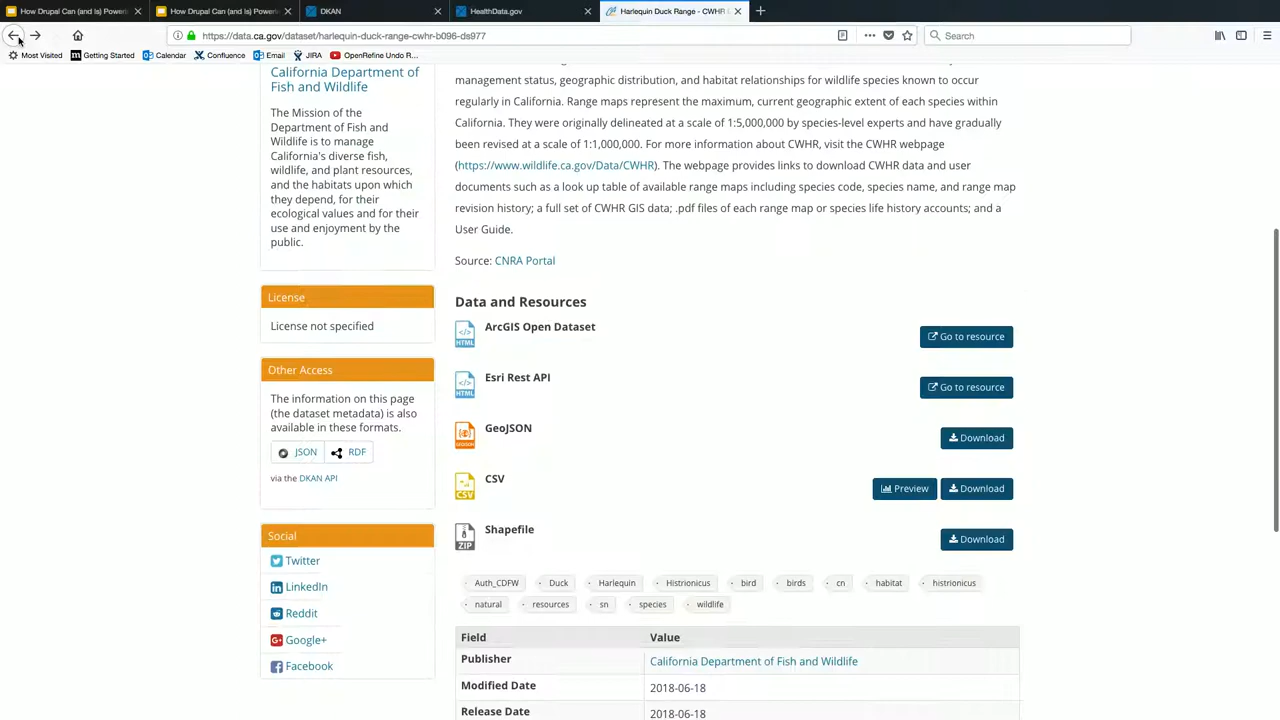 How Drupal Can (and Is) Power
How Drupal Can (and Is) Power
DKAN
HealthData.gov
Harlequin Duck Range - CWHR
https://data.ca.gov/dataset/harlequin-duck-range-cwhr-b096-ds977
Search
Most Visited
Getting Started
Calendar
Confluence
Email
JIRA
OpenRefine Undo R...
California Department of
Fish and Wildlife
The Mission of the
Department of Fish and
Wildlife is to manage
California's diverse fish,
wildlife, and plant resources,
and the habitats upon which
they depend, for their
ecological values and for their
use and enjoyment by the
public.
License
License not specified
Other Access
The information on this page
(the dataset metadata) is also
available in these formats.
JSON
RDF
via the DKAN API
Social
Twitter
LinkedIn
Reddit
Google+
Facebook
management status, geographic distribution, and habitat relationships for wildlife species known to occur
regularly in California. Range maps represent the maximum, current geographic extent of each species within
California. They were originally delineated at a scale of 1:5,000,000 by species-level experts and have gradually
been revised at a scale of 1:1,000,000. For more information about CWHR, visit the CWHR webpage
(https://www.wildlife.ca.gov/Data/CWHR). The webpage provides links to download CWHR data and user
documents such as a look up table of available range maps including species code, species name, and range map
revision history; a full set of CWHR GIS data; .pdf files of each range map or species life history accounts; and a
User Guide.
Source: CNRA Portal
Data and Resources
HTML
ArcGIS Open Dataset
Go to resource
HTML
Esri Rest API
Go to resource
GeoJSON
Download
CSV
CSV
Preview
Download
ZIP
Shapefile
Download
Auth_CDFW
Duck
Harlequin
Histrionicus
bird
birds
cn
habitat
histrionicus
natural
resources
sn
species
wildlife
Field Value
Publisher California Department of Fish and Wildlife
Modified Date 2018-06-18
Release Date 2018-06-18